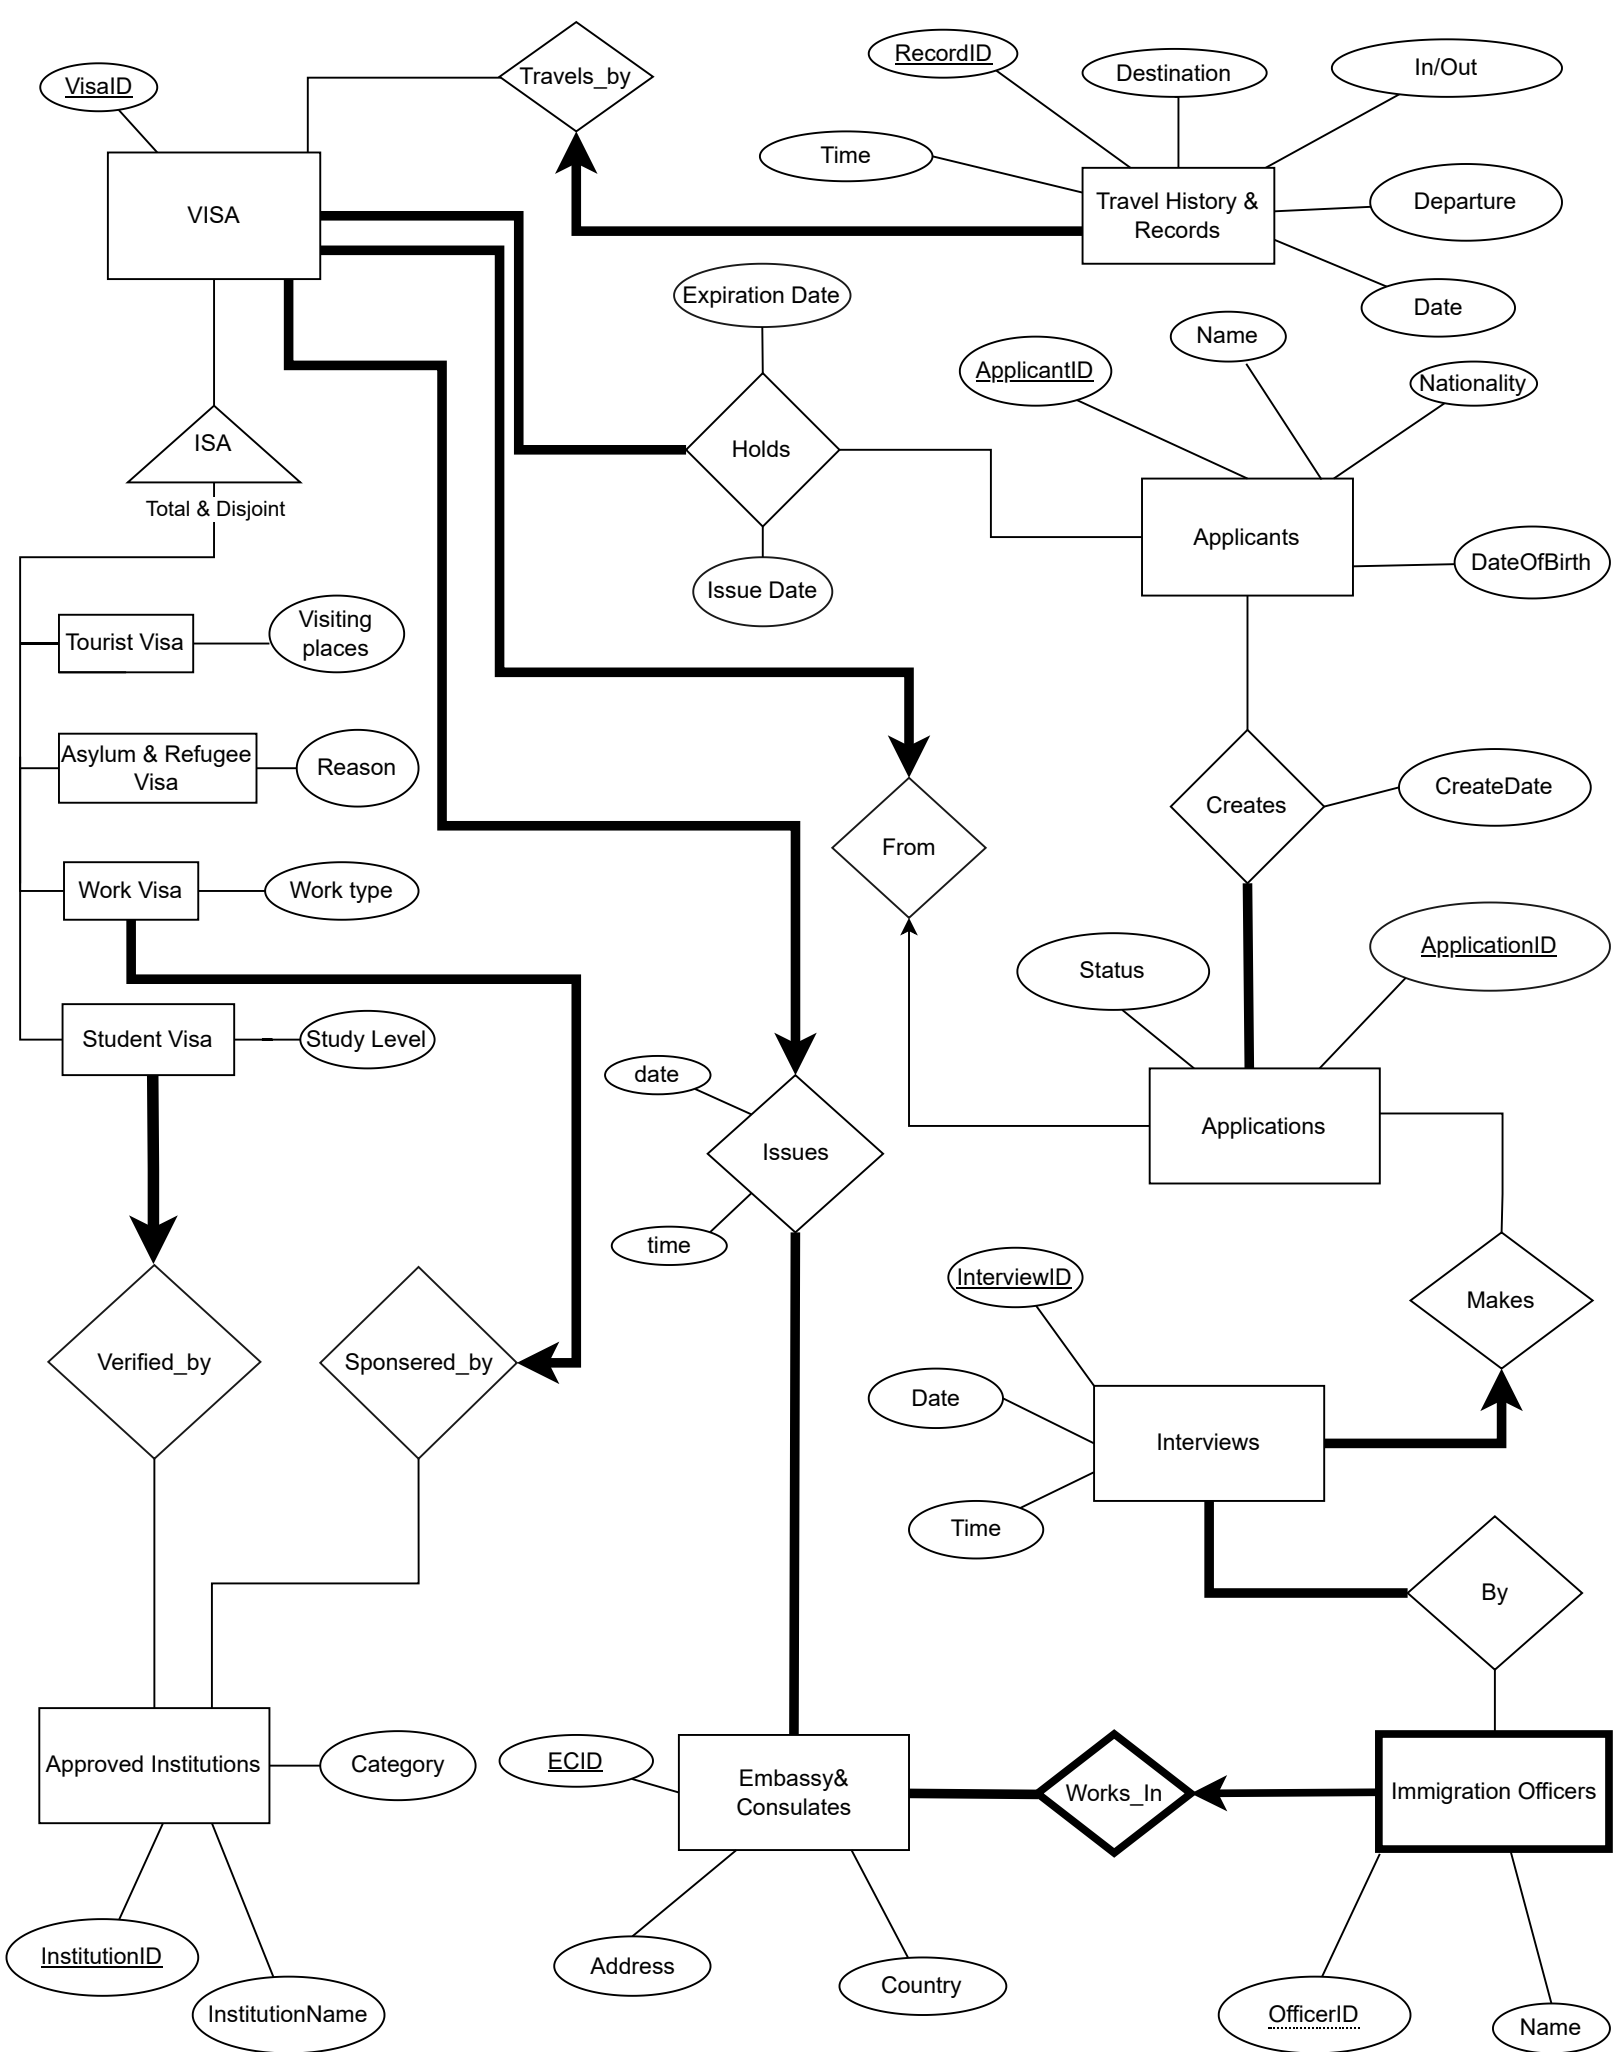 Travels_by
RecordID
Destination
In/Out
VisaID
Time
VISA
Travel History &
Records
Departure
Expiration Date
Date
Name
ApplicantID
Nationality
ISA
Holds
Total & Disjoint
Applicants
DateOfBirth
Issue Date
Visiting
places
Tourist Visa
Asylum & Refugee
Visa
Reason
Creates
CreateDate
From
Work Visa
Work type
ApplicationID
Status
Student Visa
Study Level
date
Applications
Issues
time
InterviewID
Makes
Verified_by
Sponsered_by
Date
Interviews
Time
By
Approved Institutions
Category
ECID
Embassy&
Consulates
Works_In
Immigration Officers
InstitutionID
Address
Country
InstitutionName
OfficerID
Name